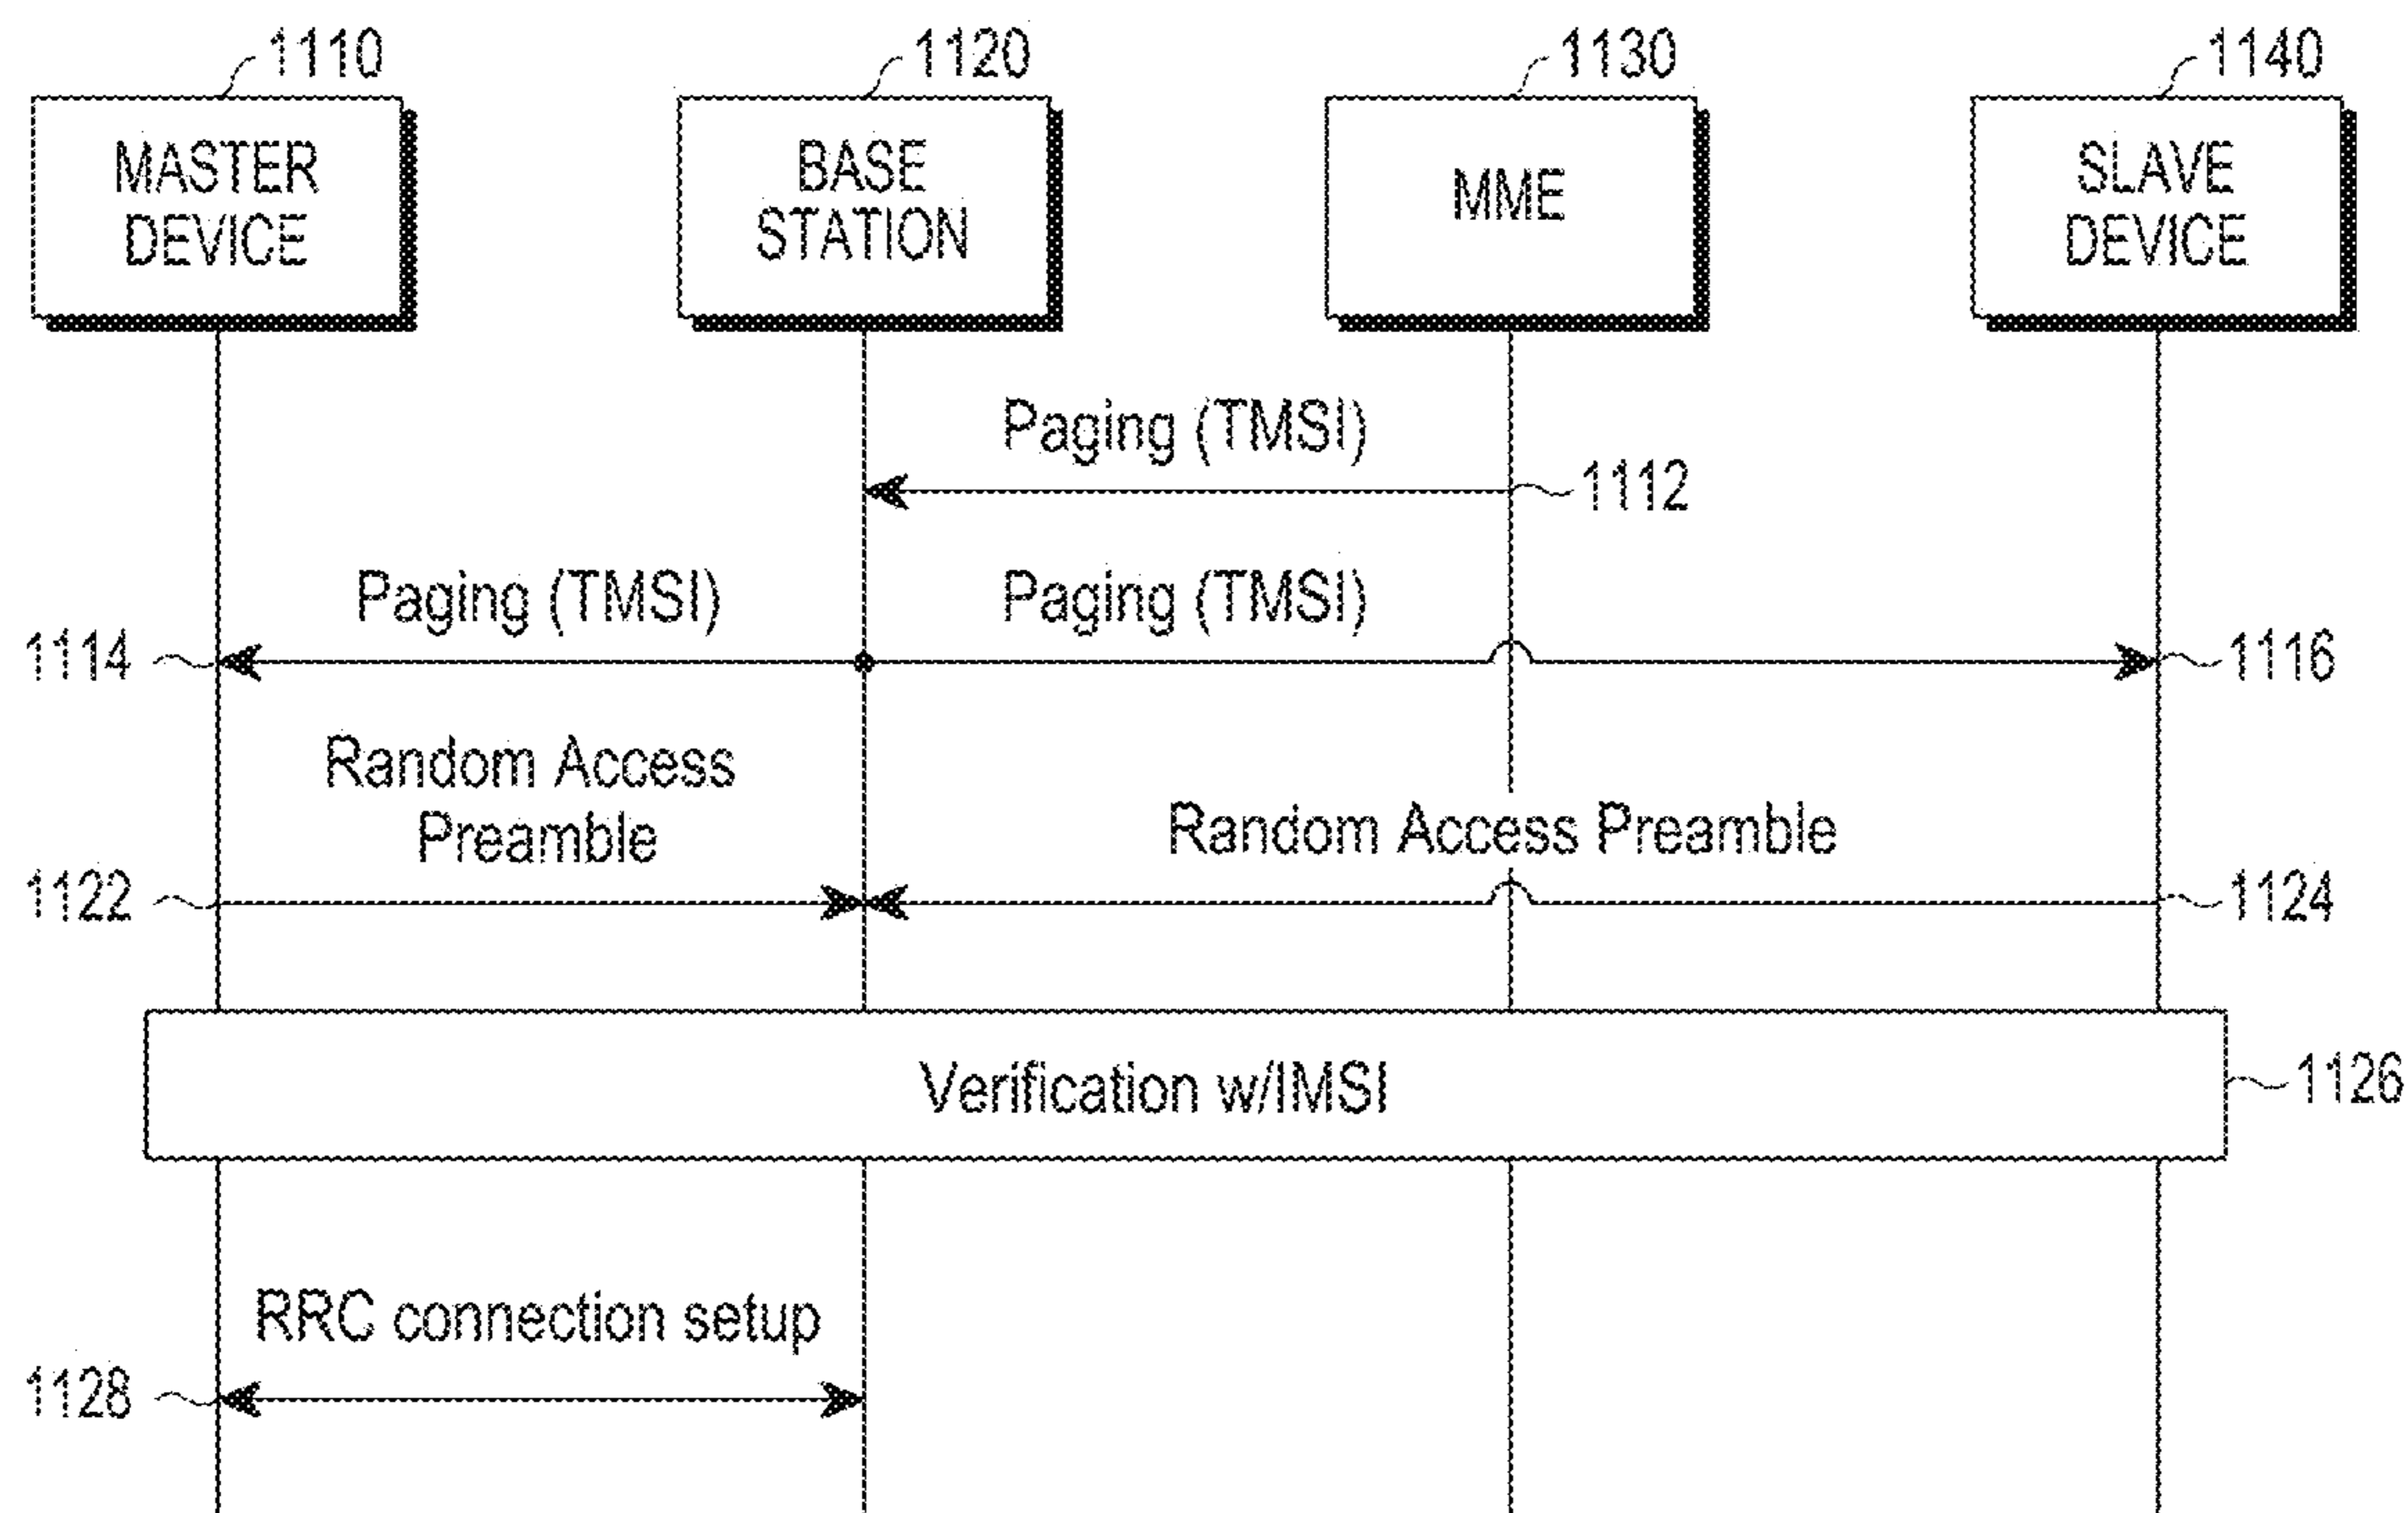 1110
1120
1130
1140
MASTER
DEVICE
BASE
STATION
MME
SLAVE
DEVICE
Paging (TMSI)
1112
Paging (TMSI)
Paging (TMSI)
1114
1116
Random Access
Preamble
Random Access Preamble
1122
1124
Verification w/IMSI
1126
RRC connection setup
1128